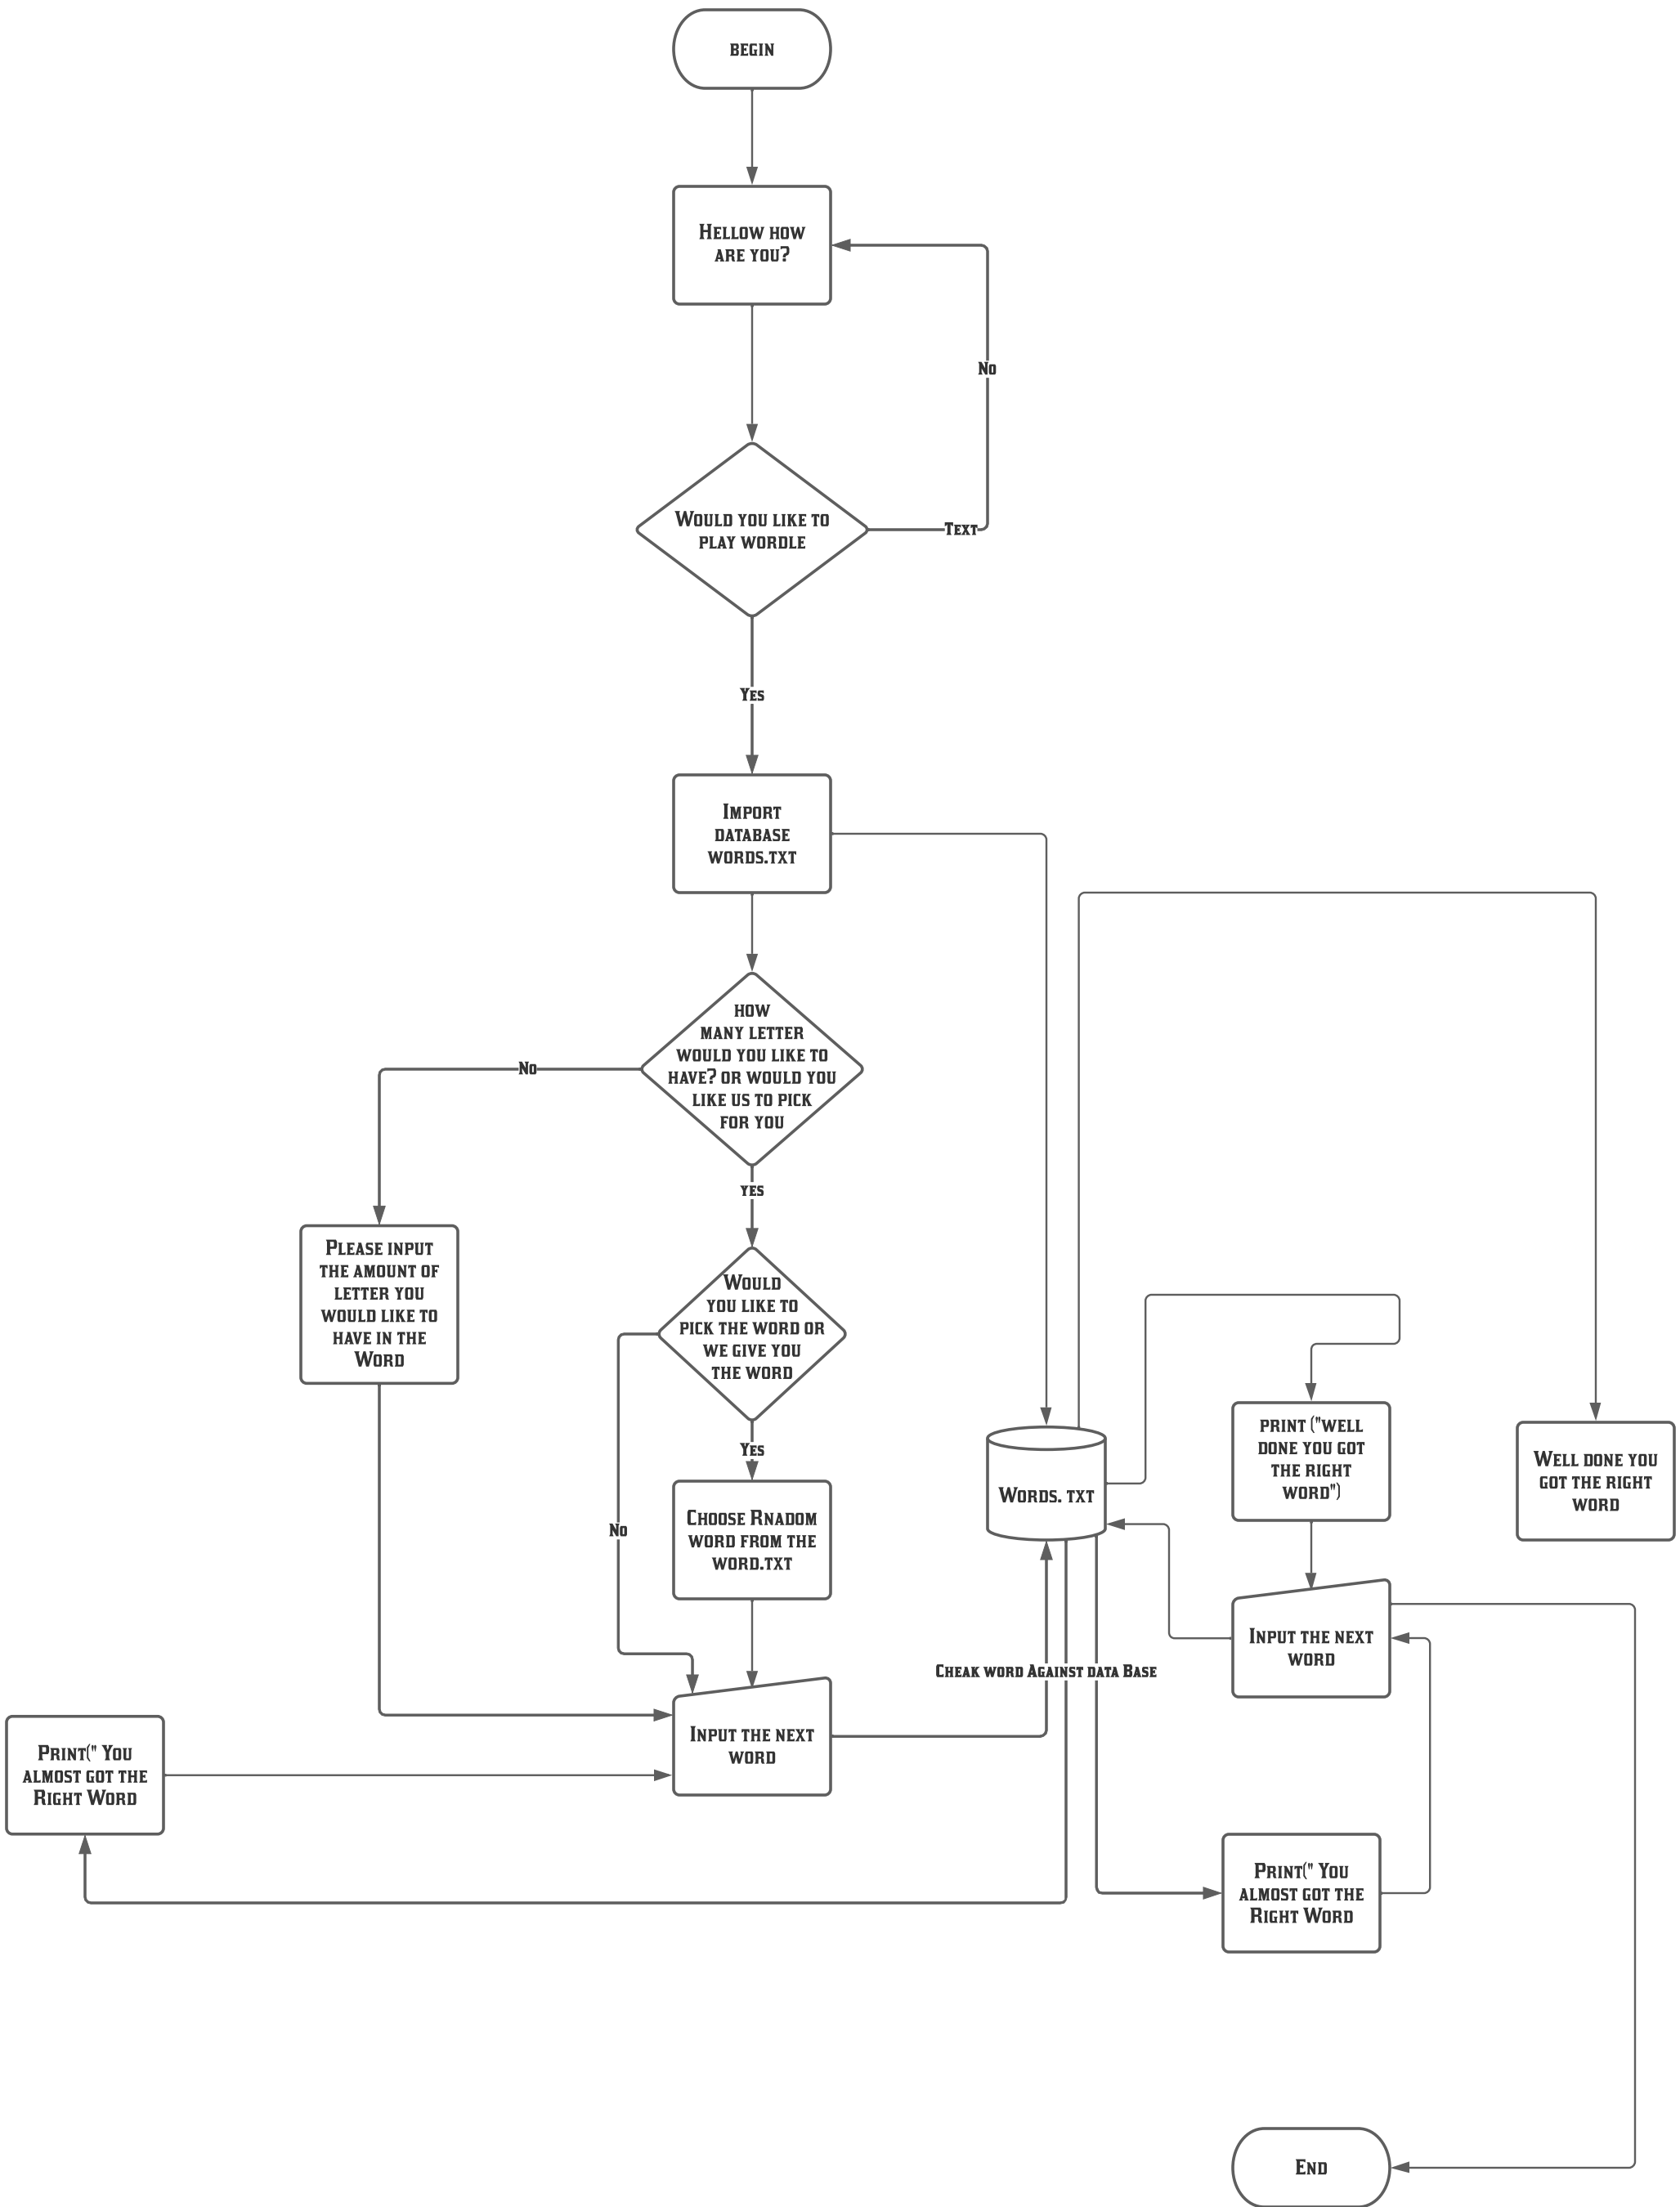 BEGIN
HELLOW HOW
ARE YOU?
NO
WOULD YOU LIKE TO
PLAY WORDLE
TEXT
YES
IMPORT
DATABASE
WORDS.TXT
HOW
MANY LETTER
WOULD YOU LIKE TO
HAVE? OR WOULD YOU
LIKE US TO PICK
FOR YOU
NO
YES
PLEASE INPUT
THE AMOUNT OF
LETTER YOU
WOULD LIKE TO
HAVE IN THE
WORD
WOULD
YOU LIKE TO
PICK THE WORD OR
WE GIVE YOU
THE WORD
YES
NO
CHOOSE RNADOM
WORD FROM THE
WORD.TXT
WORDS. TXT
PRINT ("WELL
DONE YOU GOT
THE RIGHT
WORD")
WELL DONE YOU
GOT THE RIGHT
WORD
INPUT THE NEXT
WORD
CHEAK WORD AGAINST DATA BASE
INPUT THE NEXT
WORD
PRINT(" YOU
ALMOST GOT THE
RIGHT WORD
PRINT(" YOU
ALMOST GOT THE
RIGHT WORD
END